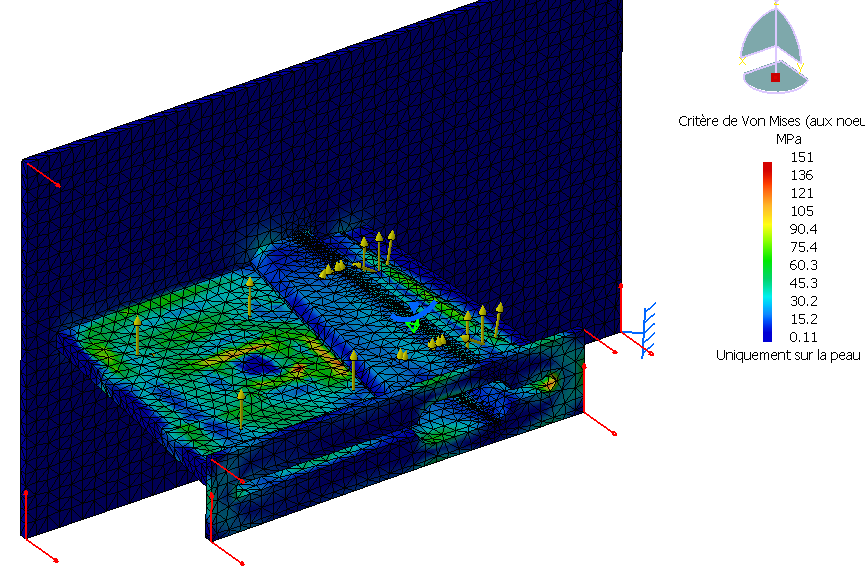 X
Y
Critère de Von Mises (aux
MPa
151
136
121
105
90.4
75.4
60.3
45.3
30.2
15.2
0.11
Uniquement sur la peau